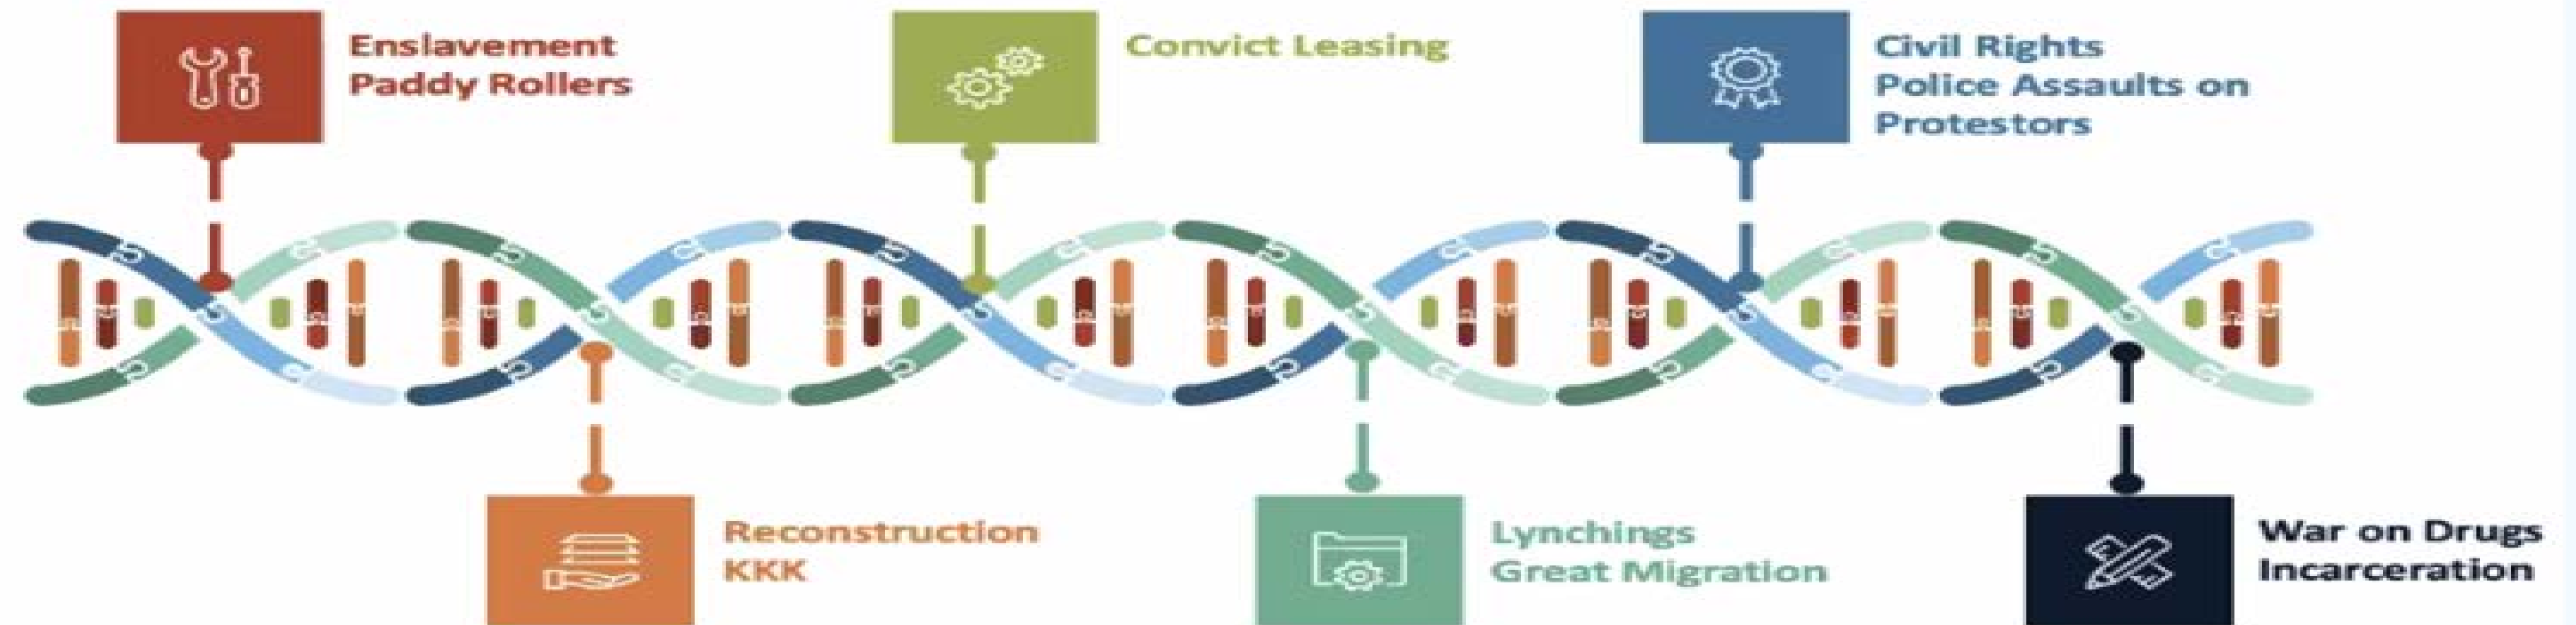 Enslavement
Paddy Rollers
Convict Leasing
Civil Rights
Police Assaults on
Protestors
Reconstruction
KKK
Lynchings
Great Migration
War on Drugs
Incarceration